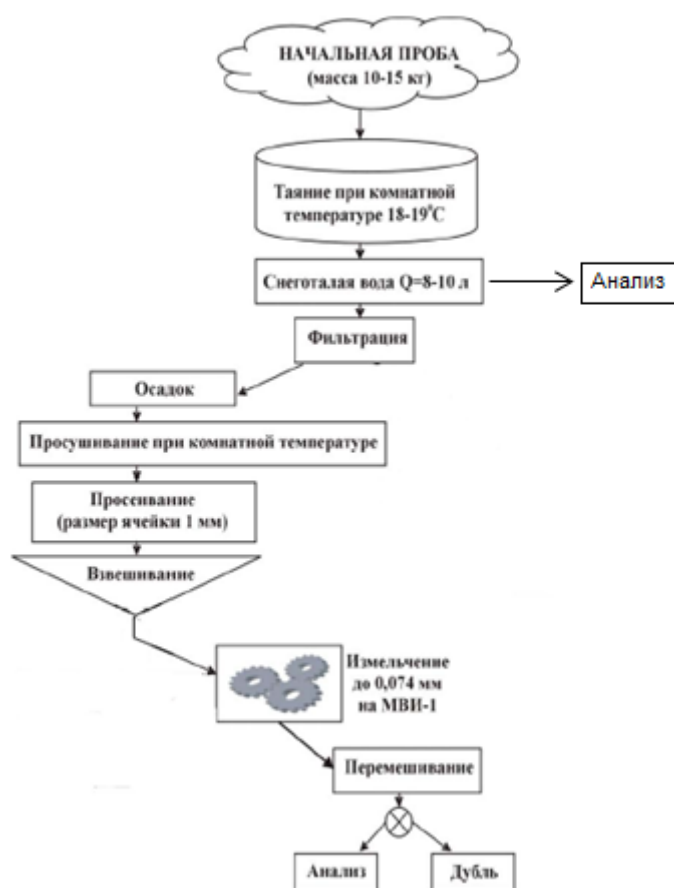 НАЧАЛЬНАЯ ПРОБА
(масса 10-15 кг)
Таяние при комнатной
температуре 18-19⁰С
Снеготалая вода Q=8-10 л
Анализ
Фильтрация
Осадок
Просушивание при комнатной температуре
Просеивание
(размер ячейки 1 мм)
Взвешивание
Измельчение
до 0,074 мм
на МВИ-1
Перемешивание
Анализ
Дубль